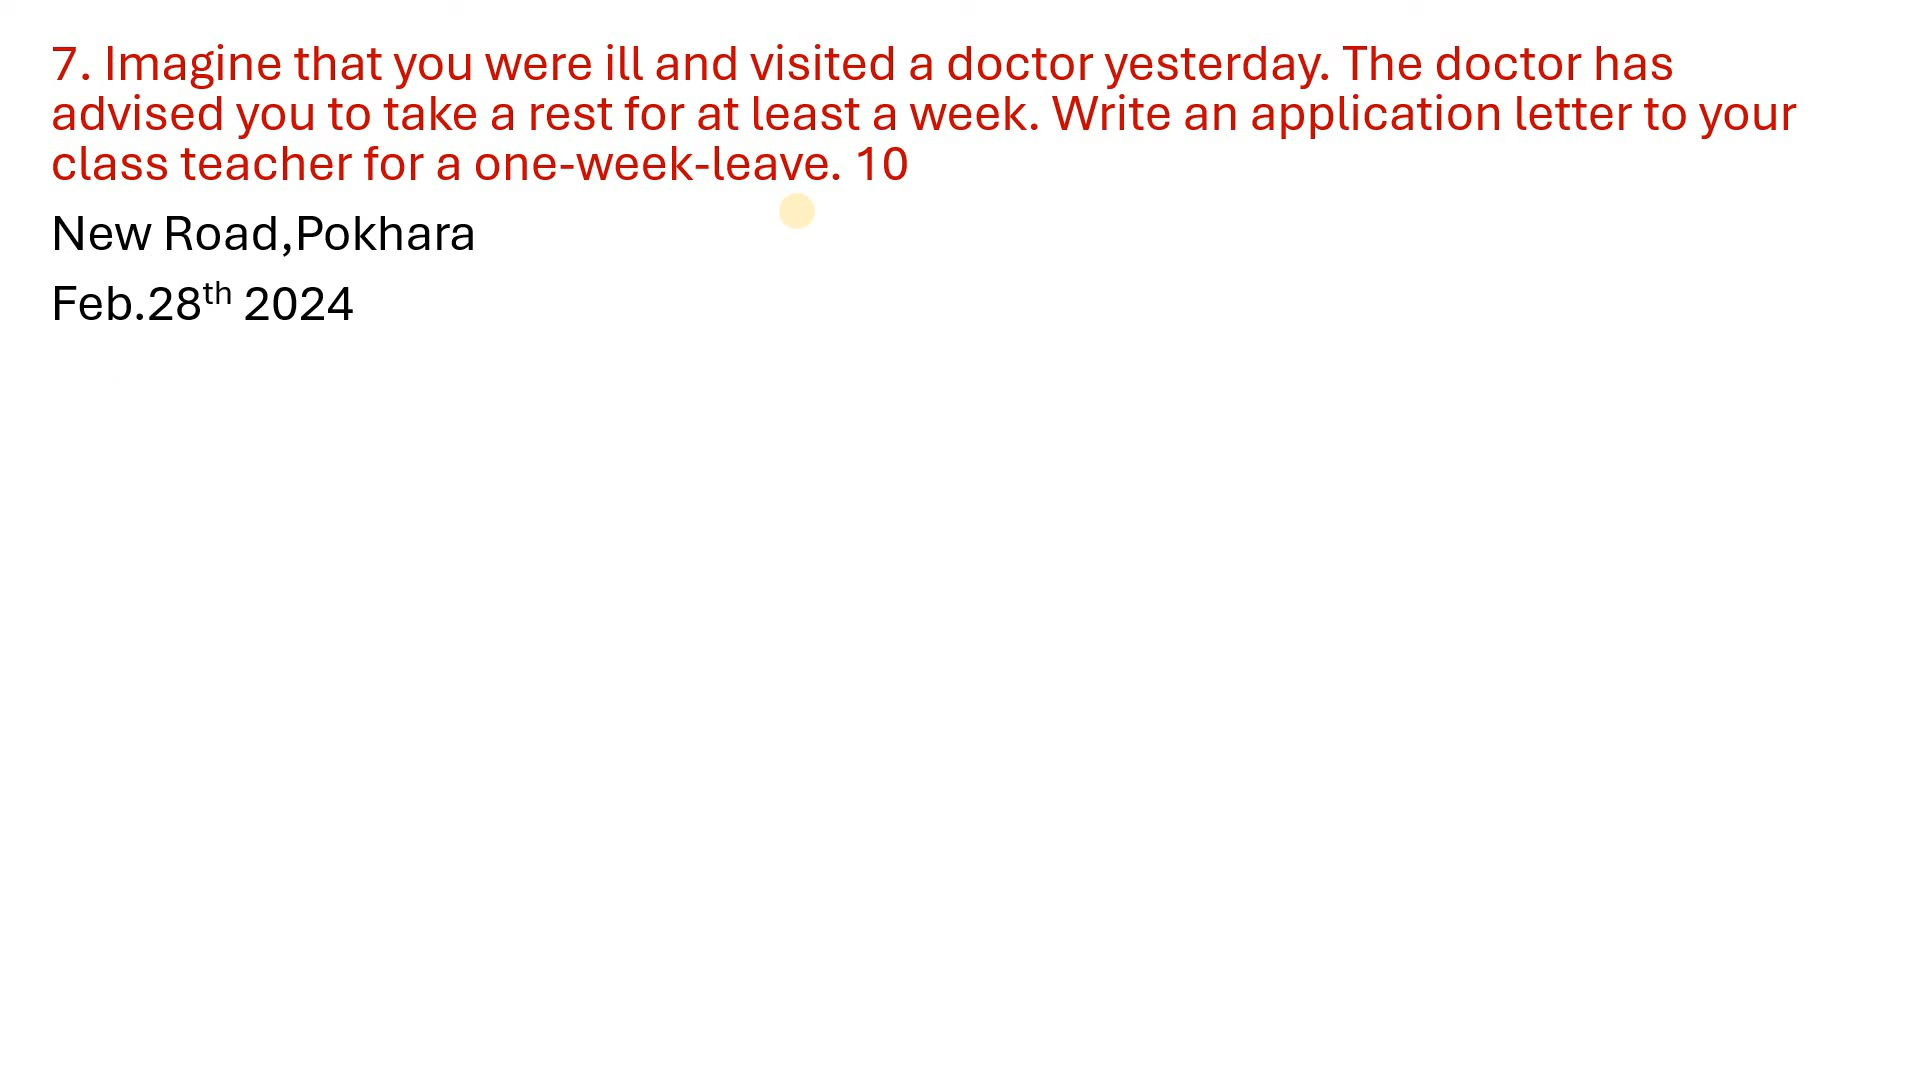 7. Imagine that you were ill and visited a doctor yesterday. The doctor has
advised you to take a rest for at least a week. Write an application letter to your
class teacher for a one-week-leave. 10
New Road,Pokhara
Feb.28th 2024